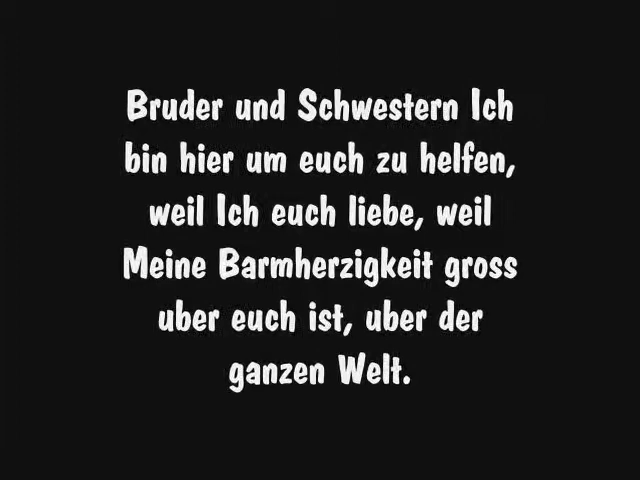 Bruder und Schwestern Ich
bin hier um euch zu helfen,
weil Ich euch liebe, weil
Meine Barmherzigkeit gross
uber euch ist, uber der
ganzen Welt.